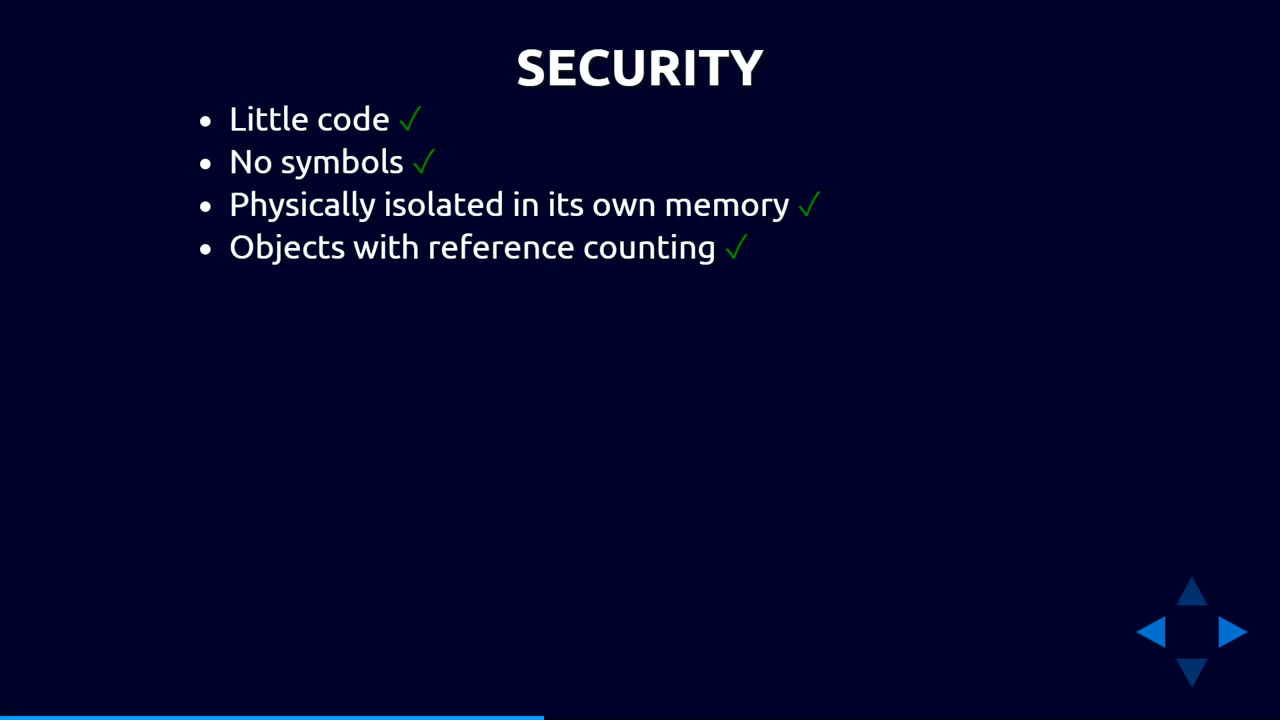 SECURITY
• Little code ✓
• No symbols ✓
• Physically isolated in its own memory ✓
• Objects with reference counting ✓